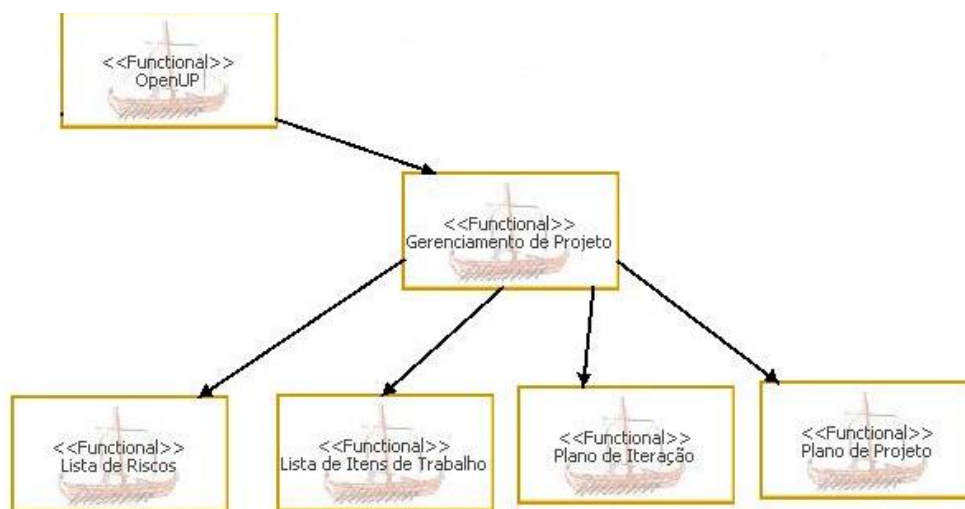 <<Functional>>
OpenUP
<<Functional>>
Gerenciamento de Projeto
<<Functional>>
Lista de Riscos
<<Functional>>
Lista de Itens de Trabalho
<<Functional>>
Plano de Iteração
<<Functional>>
Plano de Projeto